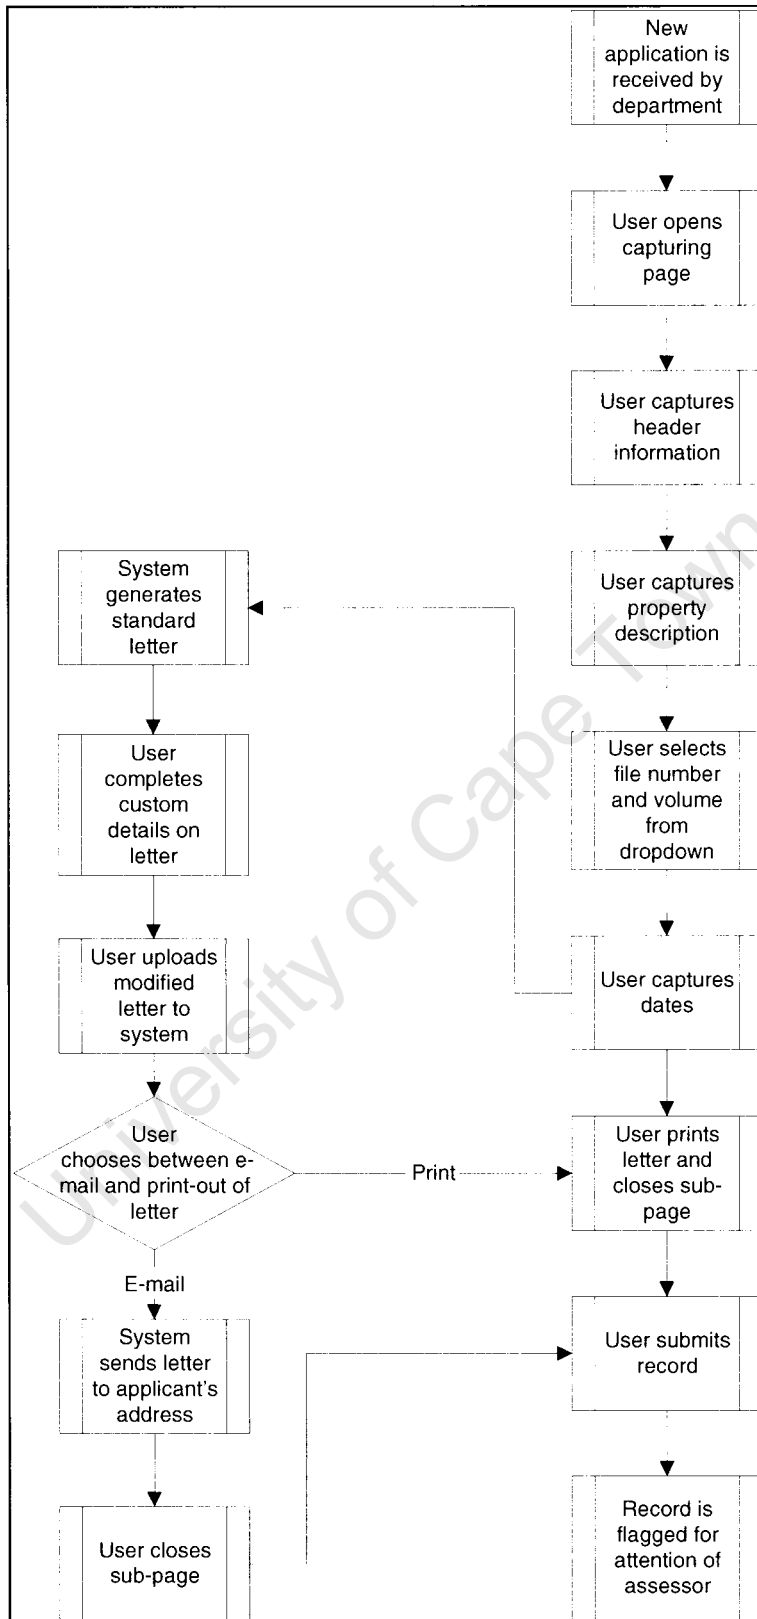 New
application is
received by
department
User opens
capturing
page
User captures
header
information
User captures
property
description
User selects
file number
and volume
from
dropdown
User captures
dates
System
generates
standard
letter
User
completes
custom
details on
letter
User uploads
modified
letter to
system
User
chooses between e-
mail and print-out of
letter
Print
User prints
letter and
closes sub-
page
E-mail
System
sends letter
to applicant's
address
User closes
sub-page
User submits
record
Record is
flagged for
attention of
assessor
University of Cape Town